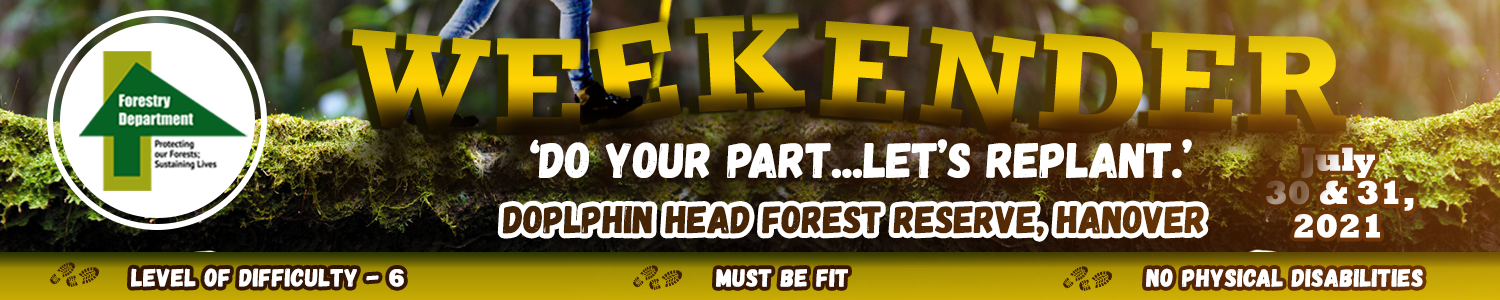 Forestry
Department
Protecting
our Forests;
Sustaining Lives
WEEKENDER
‘DO YOUR PART...LET’S REPLANT.’
DOPLPHIN HEAD FOREST RESERVE, HANOVER
July
30 & 31,
2021
LEVEL OF DIFFICULTY – 6
MUST BE FIT
NO PHYSICAL DISABILITIES